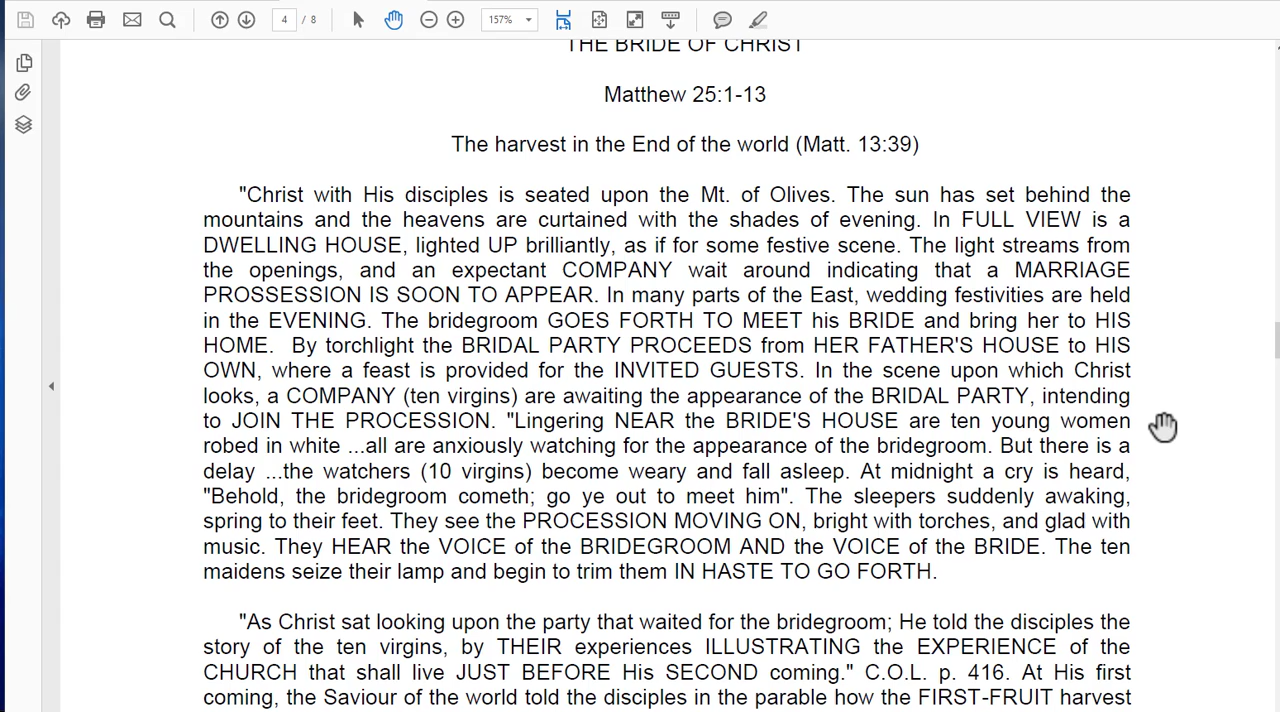 4 / 8
157%
THE BRIDE OF CHRIST
Matthew 25:1-13
The harvest in the End of the world (Matt. 13:39)
"Christ with His disciples is seated upon the Mt. of Olives. The sun has set behind the
mountains and the heavens are curtained with the shades of evening. In FULL VIEW is a
DWELLING HOUSE, lighted UP brilliantly, as if for some festive scene. The light streams from
the openings, and an expectant COMPANY wait around indicating that a MARRIAGE
PROSSESSION IS SOON TO APPEAR. In many parts of the East, wedding festivities are held
in the EVENING. The bridegroom GOES FORTH TO MEET his BRIDE and bring her to HIS
HOME. By torchlight the BRIDAL PARTY PROCEEDS from HER FATHER'S HOUSE to HIS
OWN, where a feast is provided for the INVITED GUESTS. In the scene upon which Christ
looks, a COMPANY (ten virgins) are awaiting the appearance of the BRIDAL PARTY, intending
to JOIN THE PROCESSION. "Lingering NEAR the BRIDE'S HOUSE are ten young women
robed in white ...all are anxiously watching for the appearance of the bridegroom. But there is a
delay ...the watchers (10 virgins) become weary and fall asleep. At midnight a cry is heard,
"Behold, the bridegroom cometh; go ye out to meet him". The sleepers suddenly awaking,
spring to their feet. They see the PROCESSION MOVING ON, bright with torches, and glad with
music. They HEAR the VOICE of the BRIDEGROOM AND the VOICE of the BRIDE. The ten
maidens seize their lamp and begin to trim them IN HASTE TO GO FORTH.
"As Christ sat looking upon the party that waited for the bridegroom; He told the disciples the
story of the ten virgins, by THEIR experiences ILLUSTRATING the EXPERIENCE of the
CHURCH that shall live JUST BEFORE His SECOND coming." C.O.L. p. 416. At His first
coming, the Saviour of the world told the disciples in the parable how the FIRST-FRUIT harvest